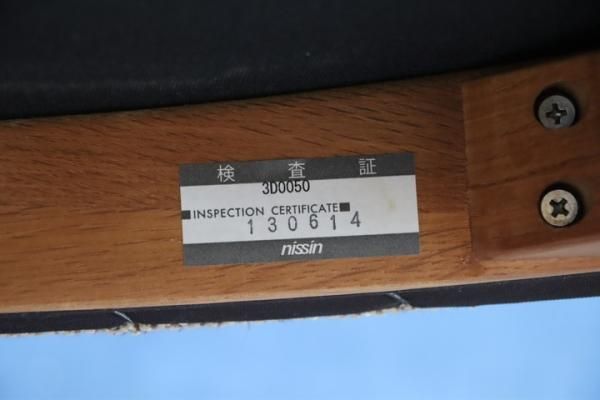 検査証
3D0050
INSPECTION CERTIFICATE
130614
nissin